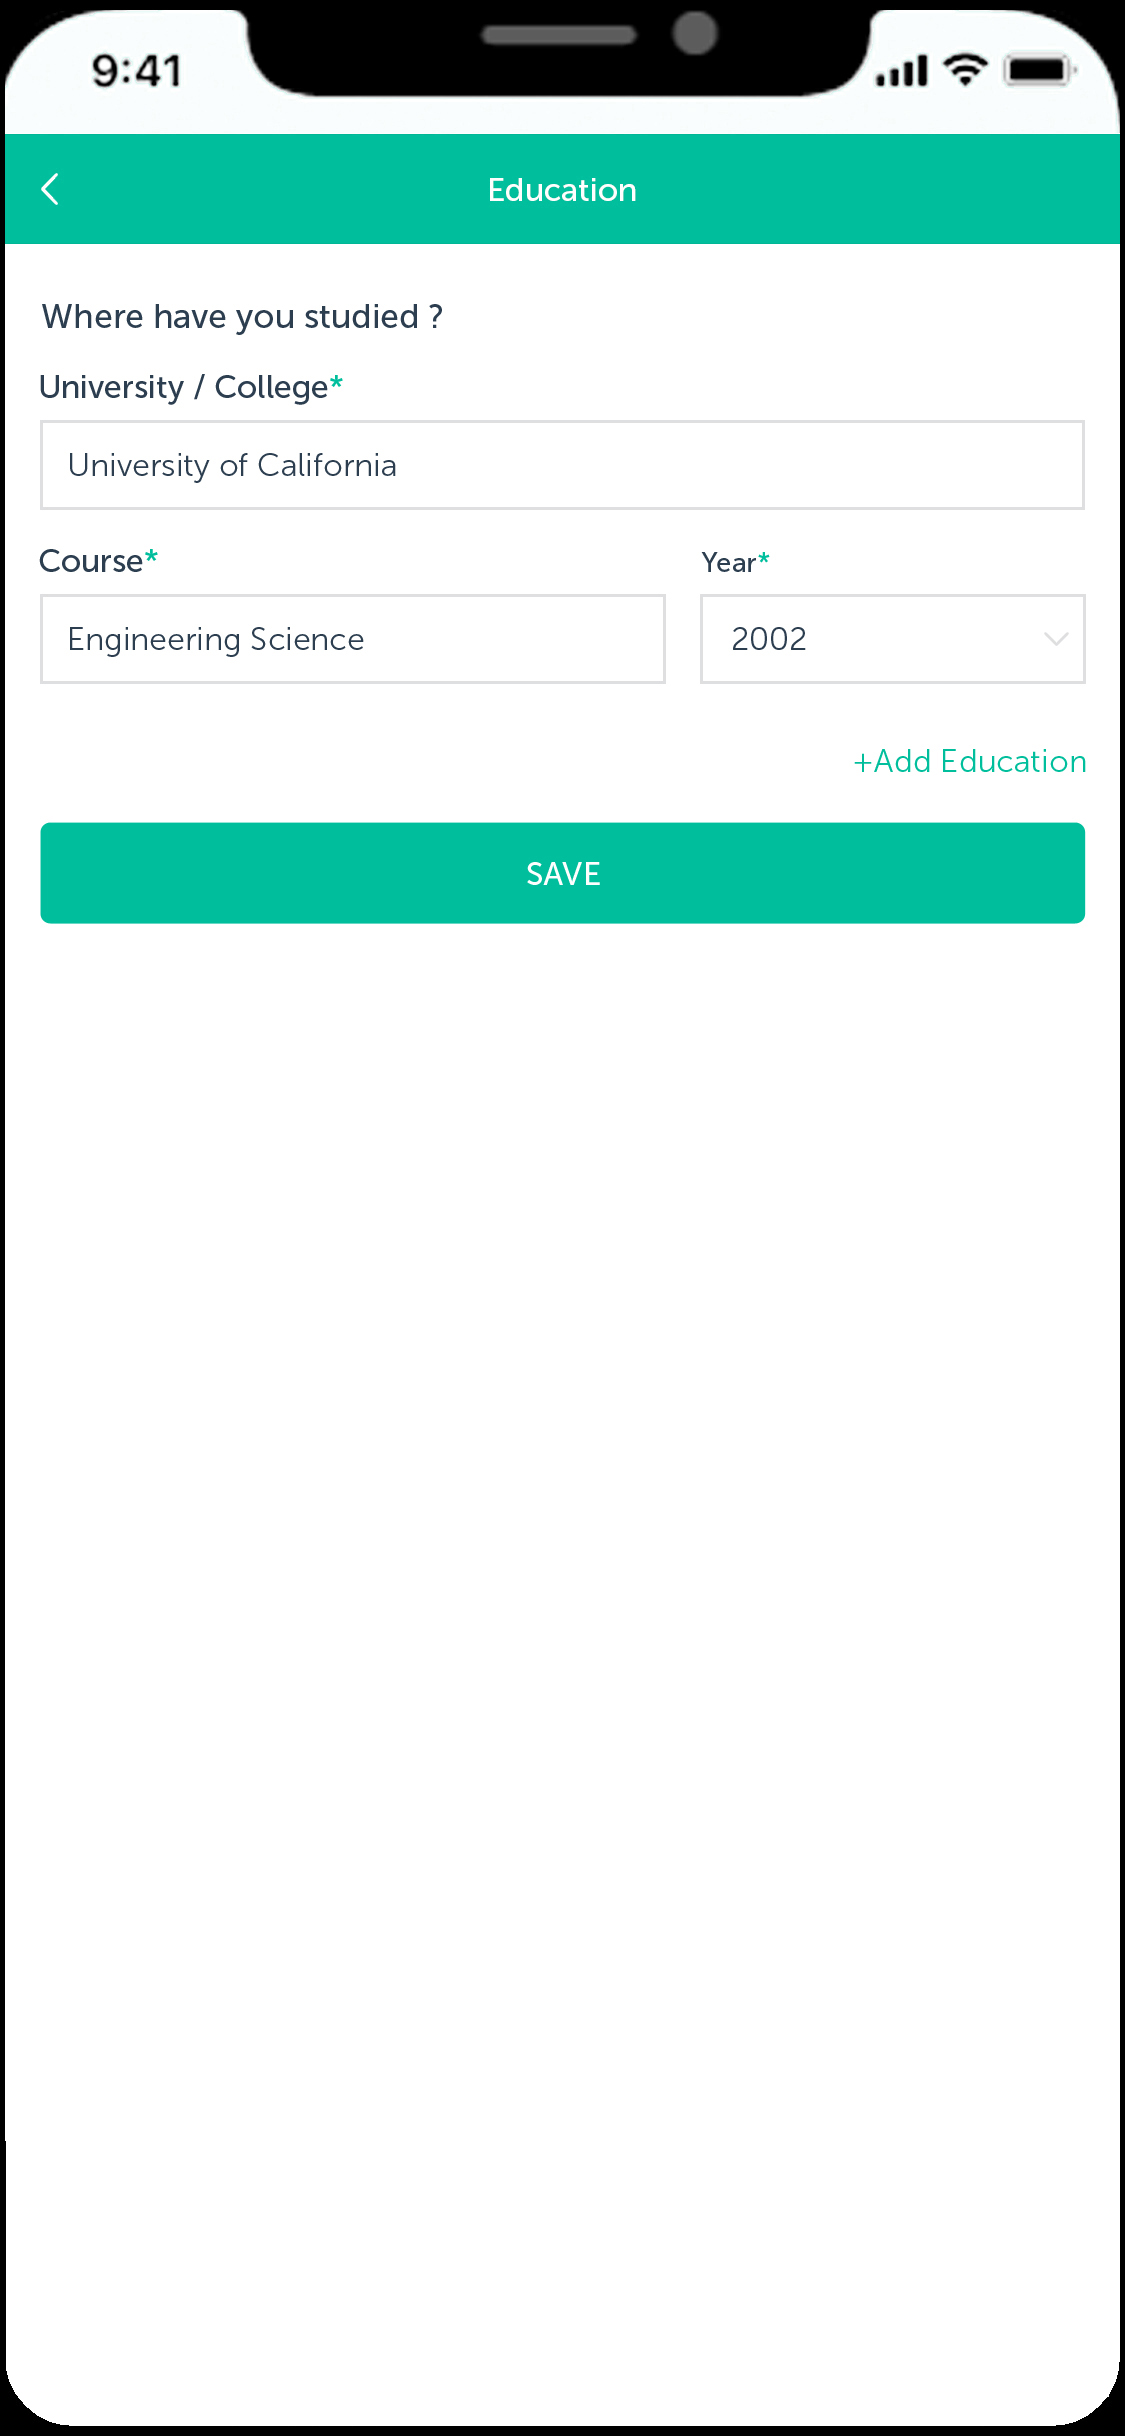 9:41
Education
Where have you studied ?
University / College*
University of California
Course* Year*
Engineering Science 2002
+Add Education
SAVE